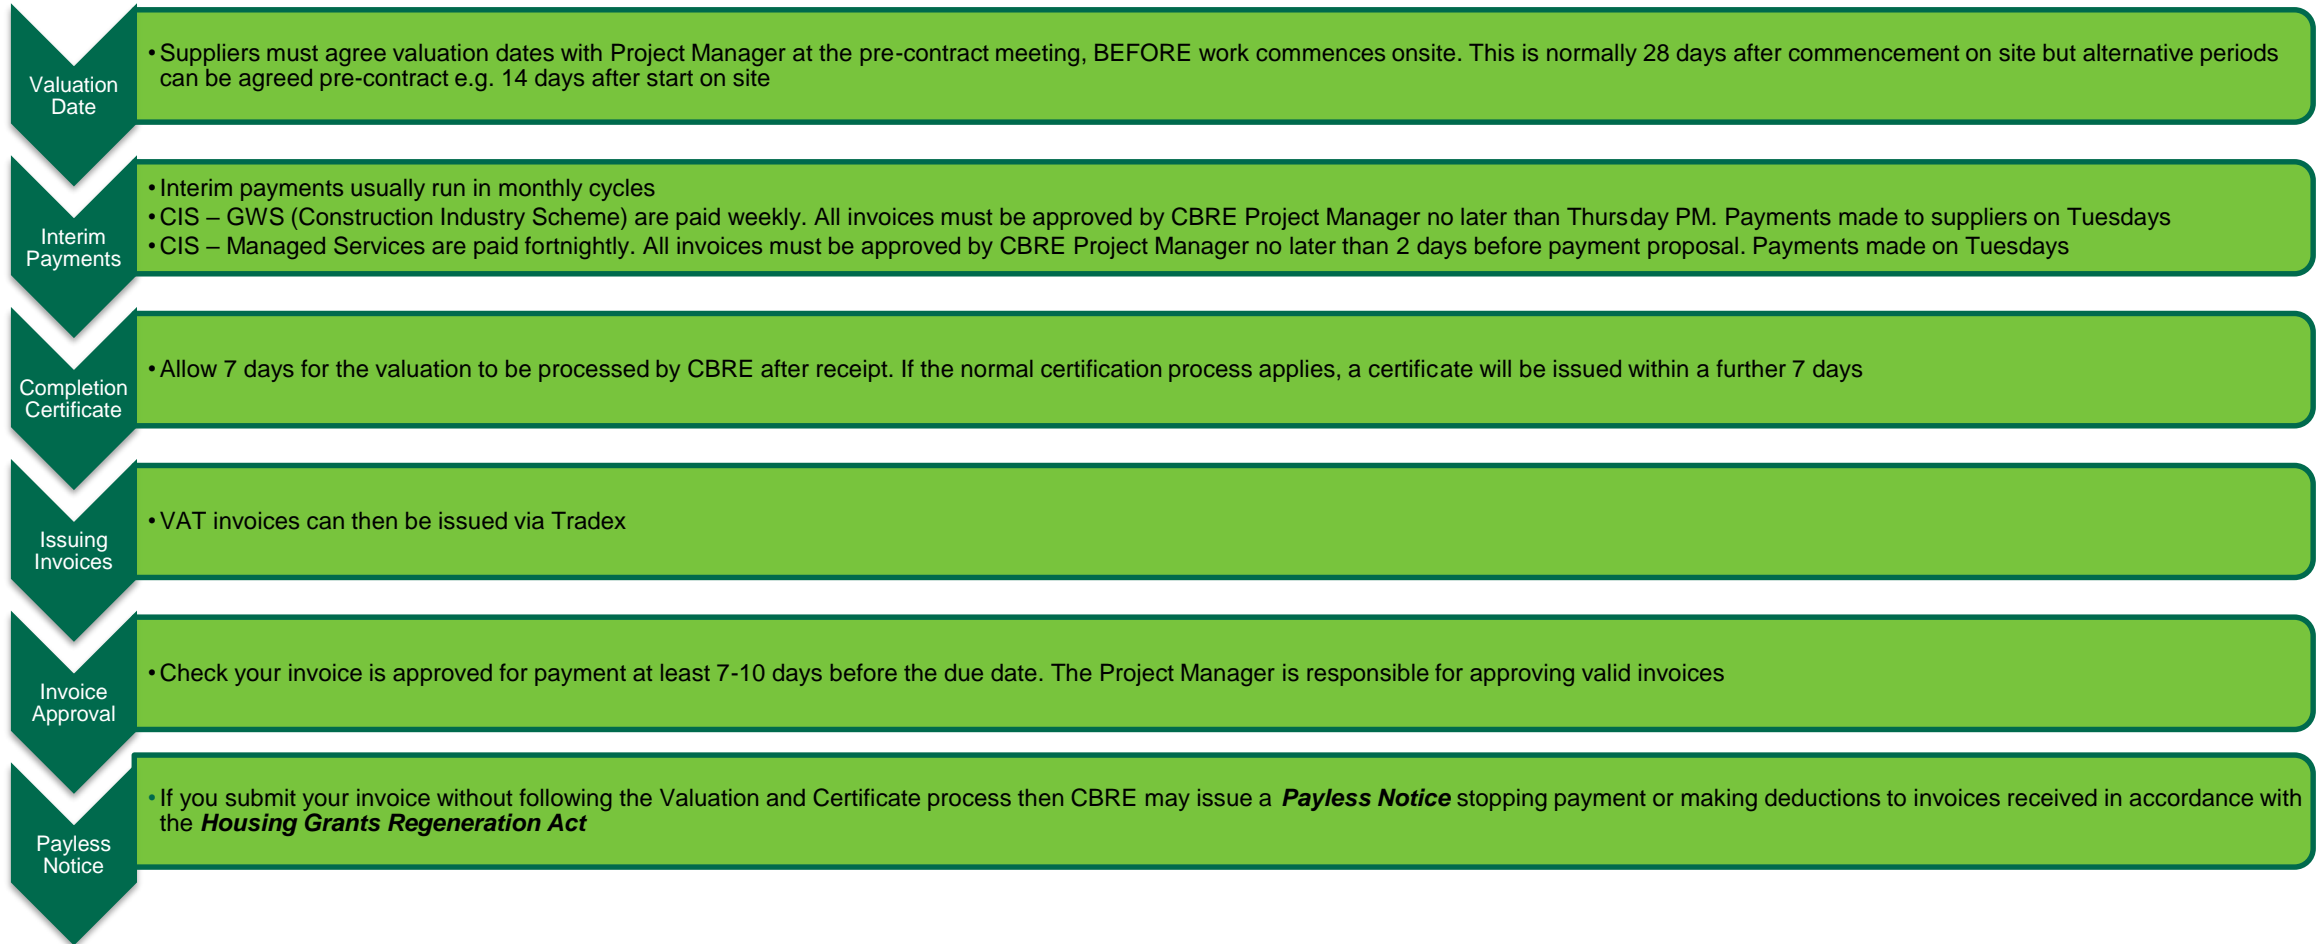 Valuation
Date
• Suppliers must agree valuation dates with Project Manager at the pre-contract meeting, BEFORE work commences onsite. This is normally 28 days after commencement on site but alternative periods
can be agreed pre-contract e.g. 14 days after start on site
Interim
Payments
• Interim payments usually run in monthly cycles
• CIS – GWS (Construction Industry Scheme) are paid weekly. All invoices must be approved by CBRE Project Manager no later than Thursday PM. Payments made to suppliers on Tuesdays
• CIS – Managed Services are paid fortnightly. All invoices must be approved by CBRE Project Manager no later than 2 days before payment proposal. Payments made on Tuesdays
Completion
Certificate
• Allow 7 days for the valuation to be processed by CBRE after receipt. If the normal certification process applies, a certificate will be issued within a further 7 days
Issuing
Invoices
• VAT invoices can then be issued via Tradex
Invoice
Approval
• Check your invoice is approved for payment at least 7-10 days before the due date. The Project Manager is responsible for approving valid invoices
Payless
Notice
• If you submit your invoice without following the Valuation and Certificate process then CBRE may issue a Payless Notice stopping payment or making deductions to invoices received in accordance with
the Housing Grants Regeneration Act